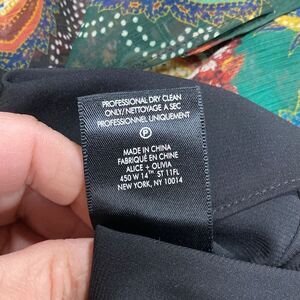 PROFESSIONAL DRY CLEAN
ONLY/NETTOYAGE A SEC
PROFESSIONNEL UNIQUEMENT
P
MADE IN CHINA
FABRIQUÉ EN CHINE
ALICE + OLIVIA
450 W 14TH ST 11FL
NEW YORK, NY 10014